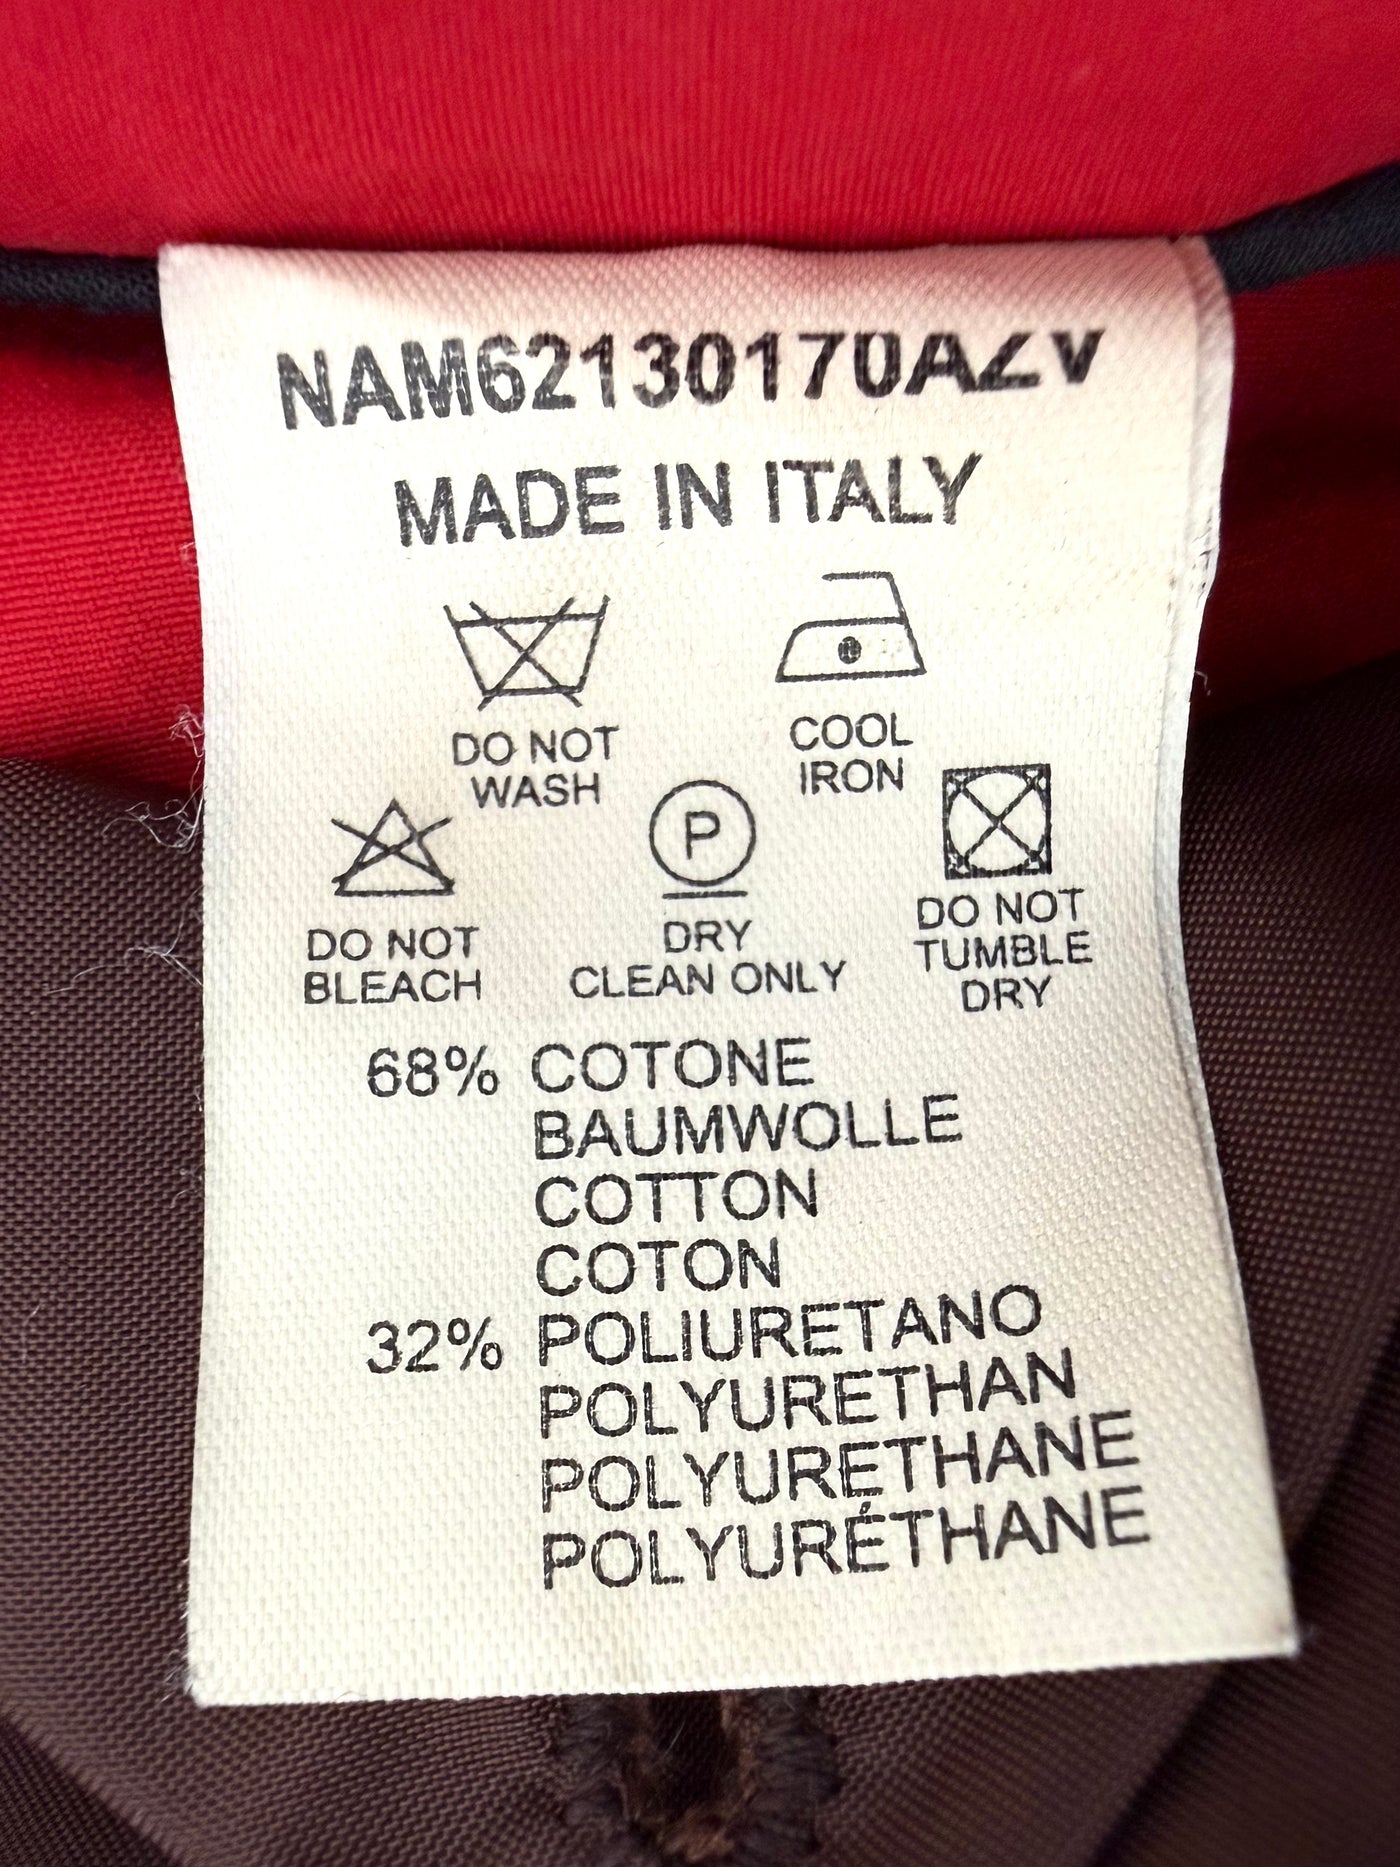 NAM62130170AZV
MADE IN ITALY
DO NOT
WASH
COOL
IRON
DO NOT
BLEACH
P
DRY
CLEAN ONLY
DO NOT
TUMBLE
DRY
68% COTONE
BAUMWOLLE
COTTON
COTON
32% POLIURETANO
POLYURETHAN
POLYURETHANE
POLYURÉTHANE